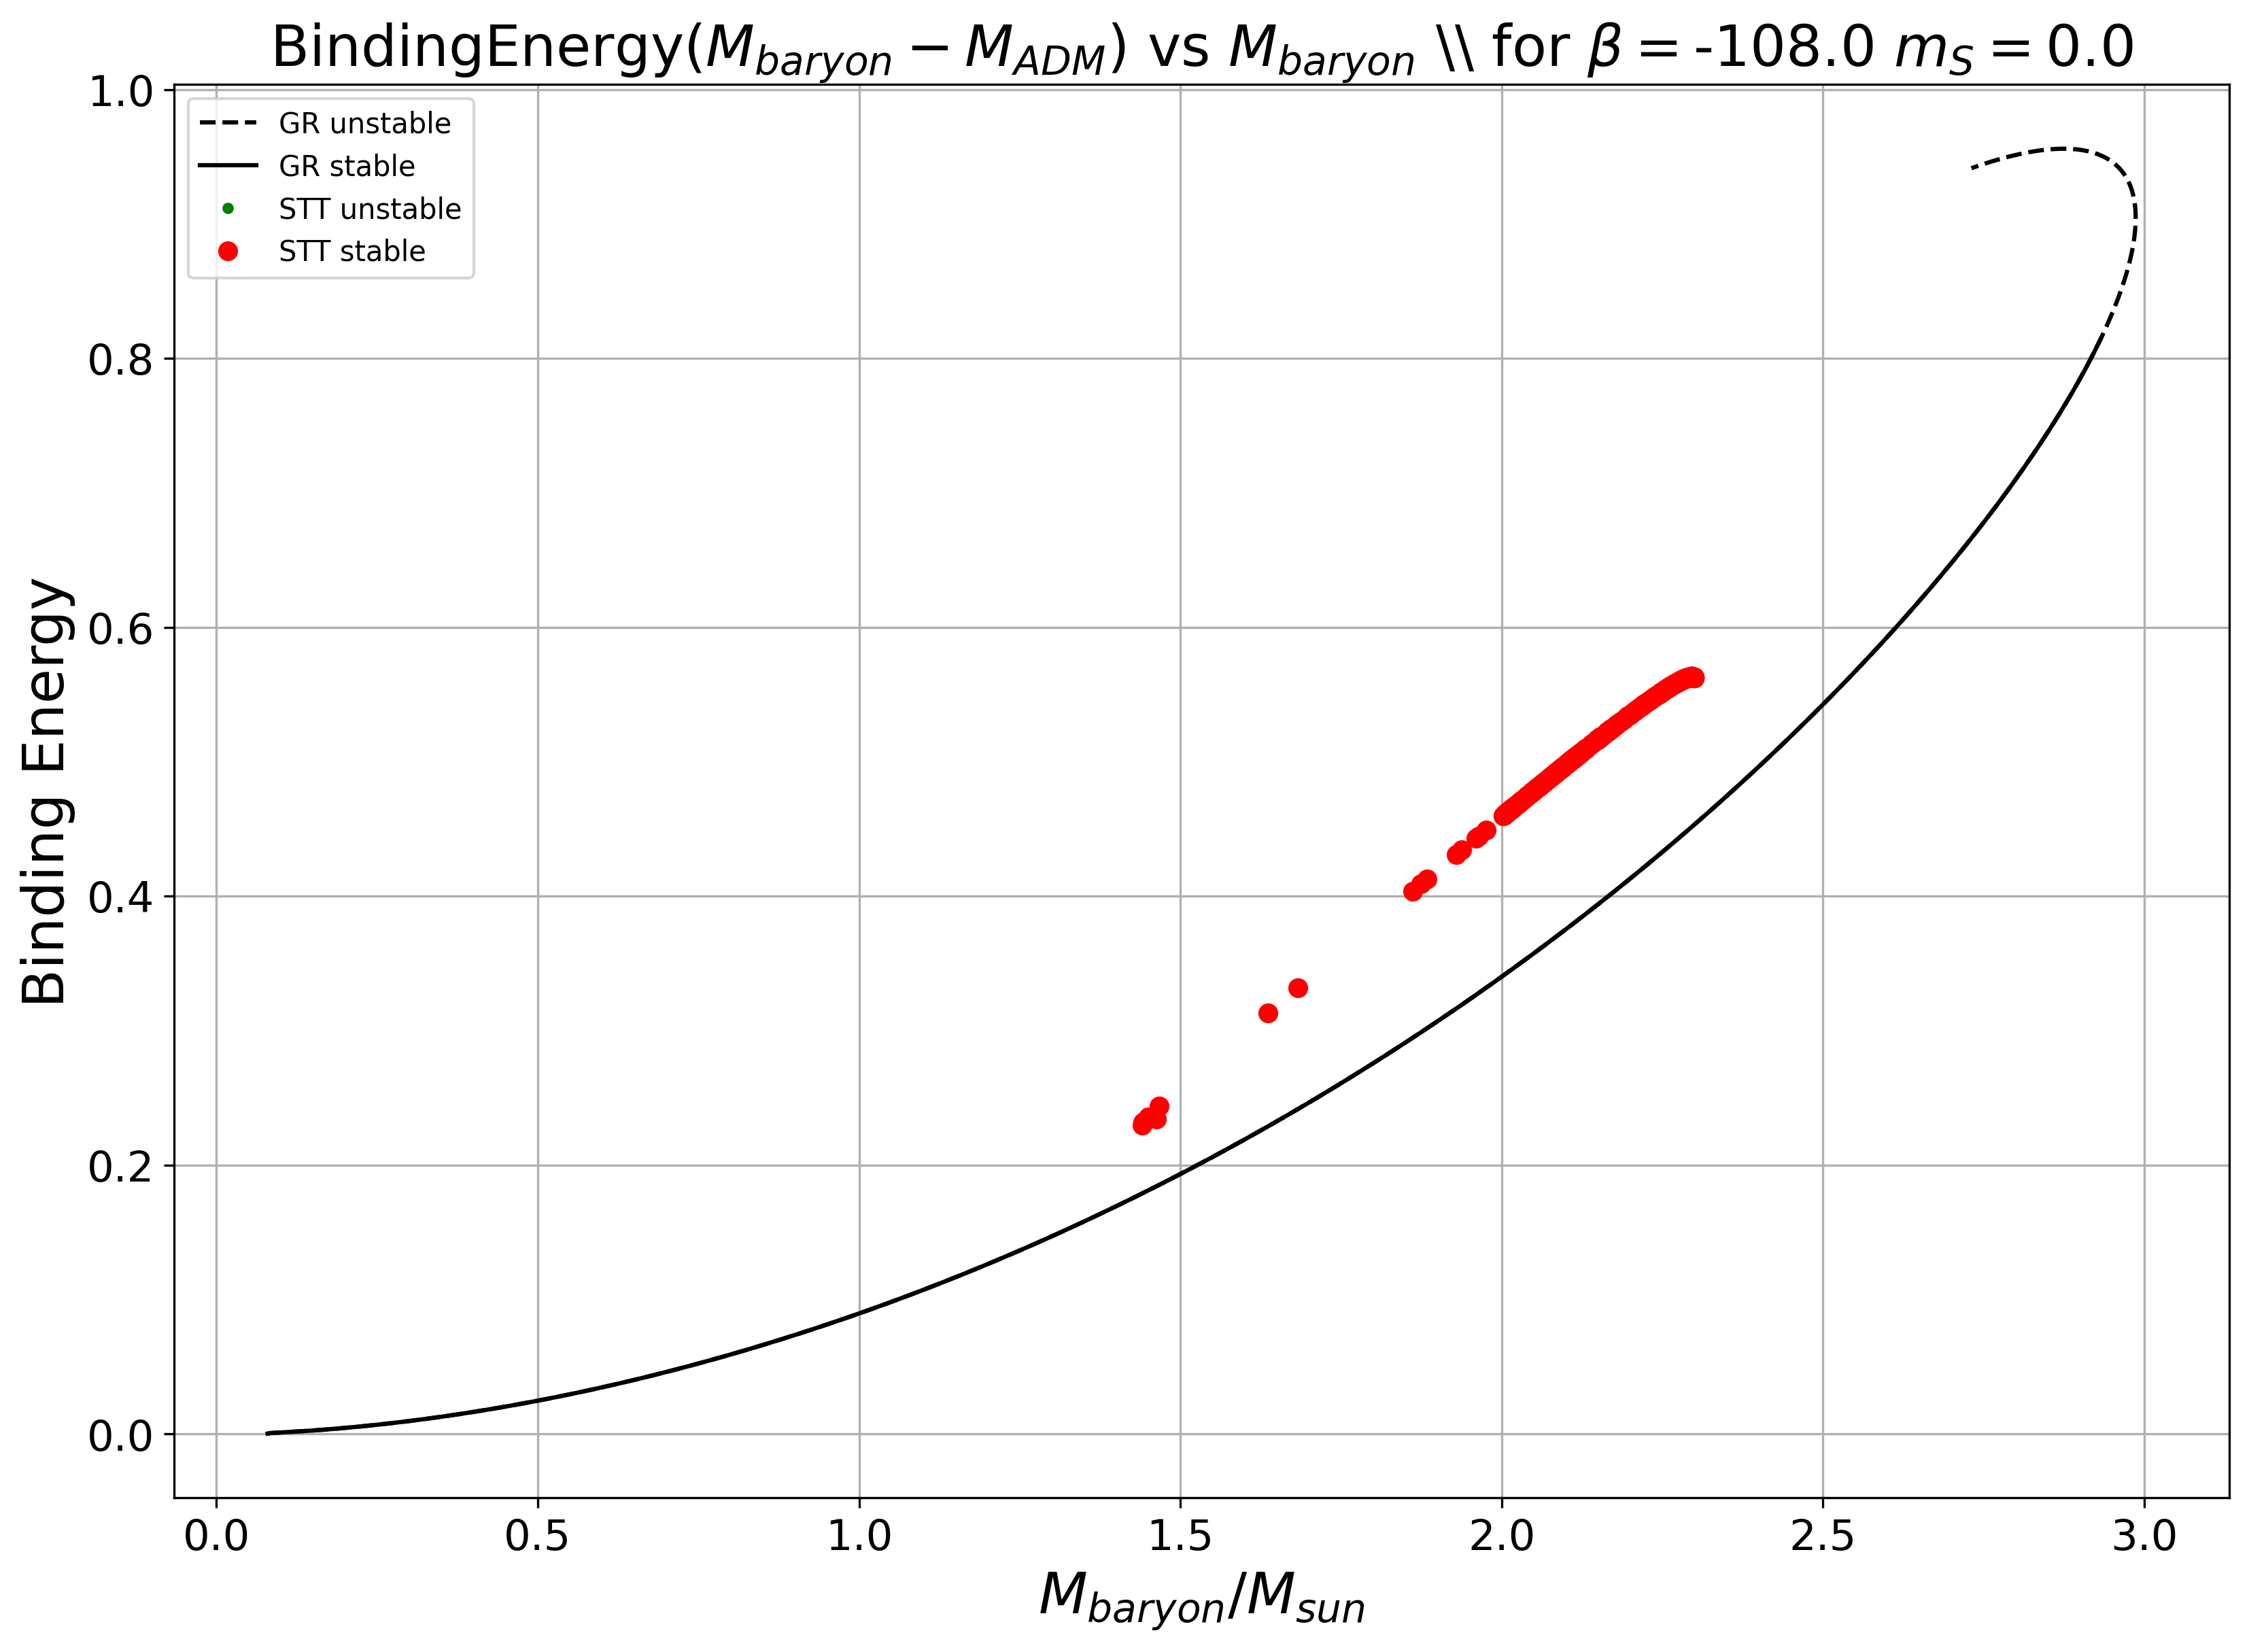 BindingEnergy(M_baryon − M_ADM) vs M_baryon \\ for β = -108.0 m_S = 0.0
GR unstable
GR stable
STT unstable
STT stable
Binding Energy
1.0
0.8
0.6
0.4
0.2
0.0
0.0 0.5 1.0 1.5 2.0 2.5 3.0
M_baryon/M_sun